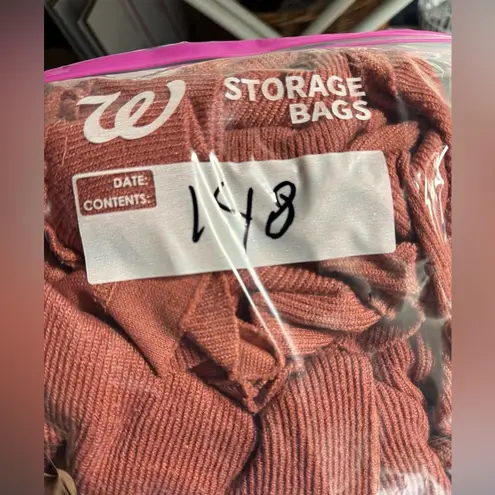 W STORAGE
BAGS
DATE:
CONTENTS:
148